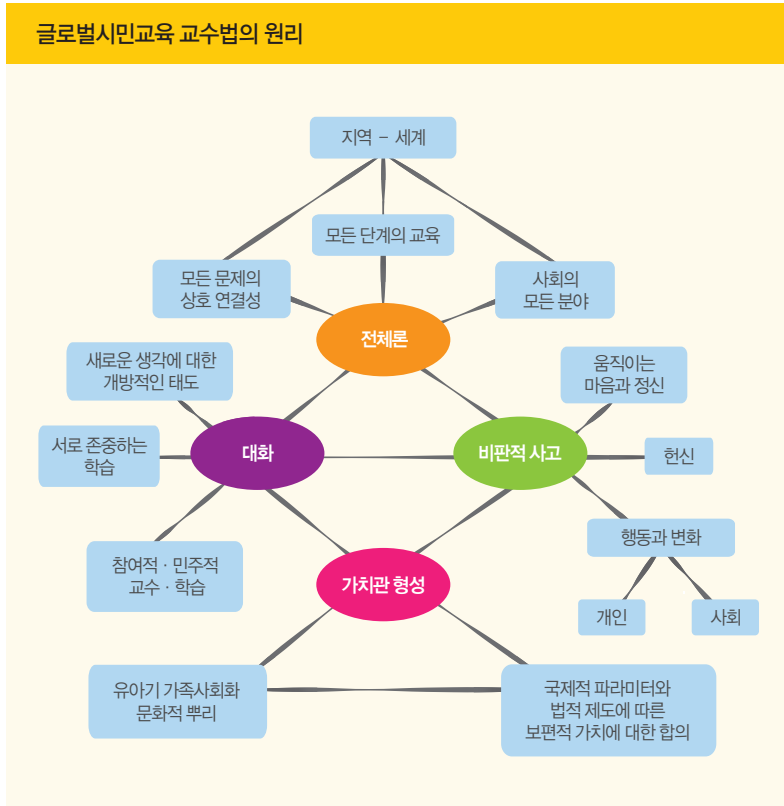 글로벌시민교육 교수법의 원리
지역 – 세계
모든 단계의 교육
모든 문제의
상호 연결성
사회의
모든 분야
전체론
새로운 생각에 대한
개방적인 태도
움직이는
마음과 정신
서로 존중하는
학습
대화
비판적 사고
헌신
참여적 · 민주적
교수 · 학습
행동과 변화
가치관 형성
개인
사회
유아기 가족사회화
문화적 뿌리
국제적 파라미터와
법적 제도에 따른
보편적 가치에 대한 합의